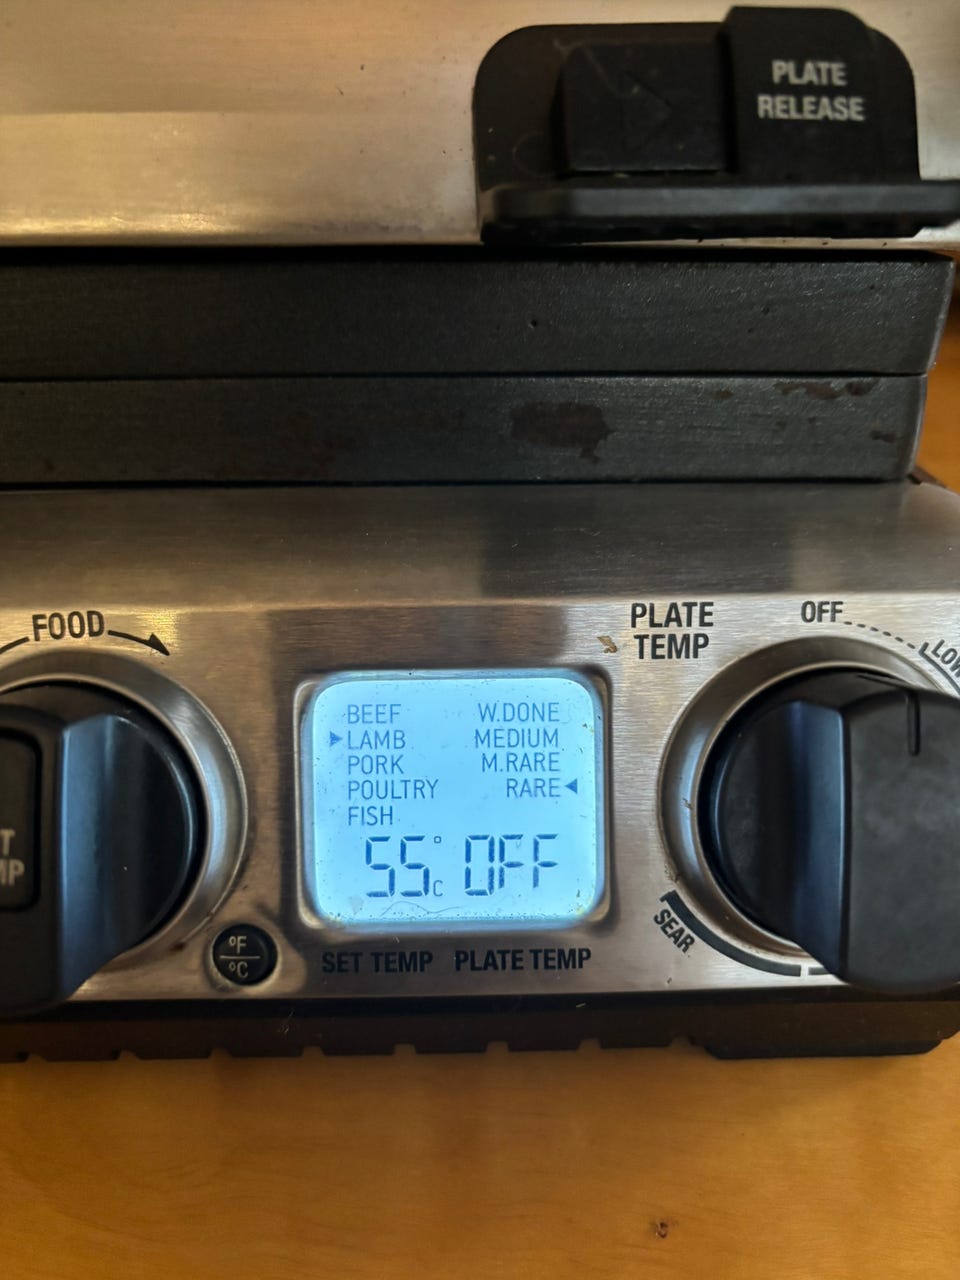 PLATE
RELEASE
FOOD
PLATE
TEMP
OFF
LOW
BEEF W.DONE
LAMB MEDIUM
PORK M.RARE
POULTRY RARE
FISH
55°C OFF
SEAR
°F
°C
SET TEMP PLATE TEMP